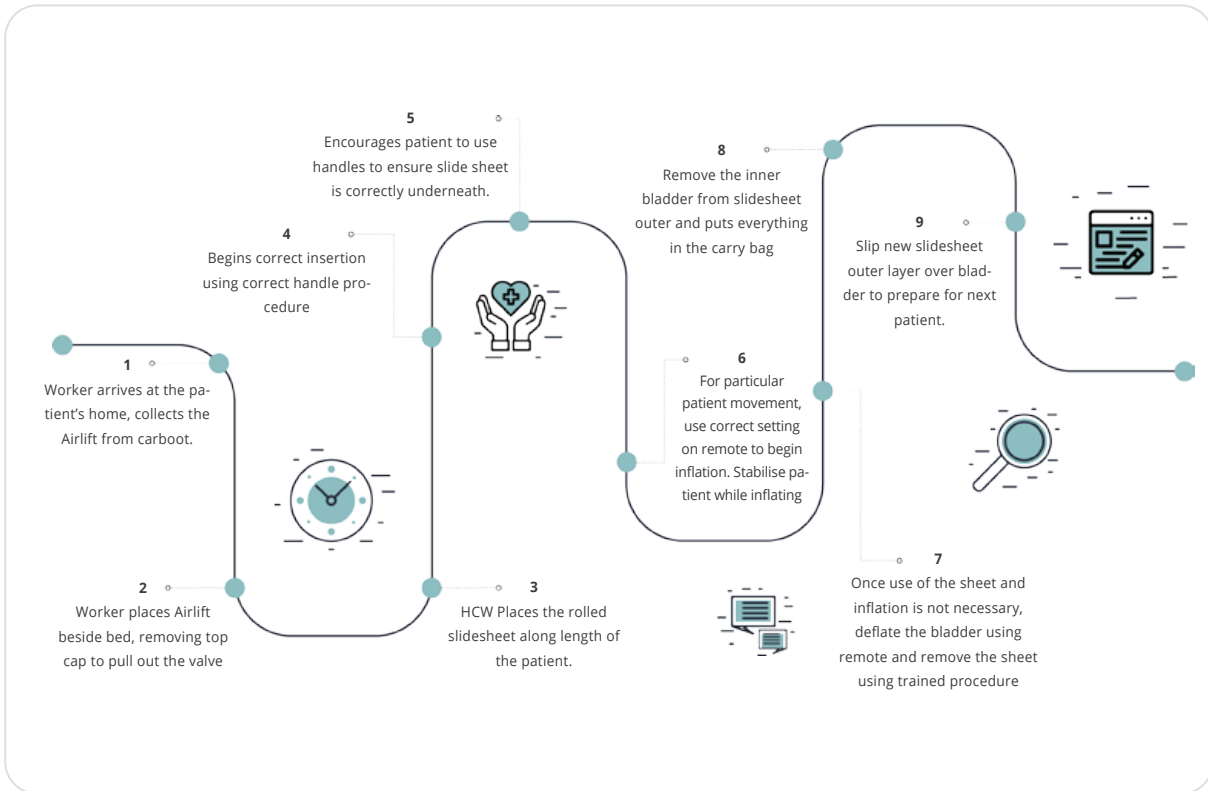 1
Worker arrives at the pa-
tient’s home, collects the
Airlift from carboot.
2
Worker places Airlift
beside bed, removing top
cap to pull out the valve
3
HCW Places the rolled
slidesheet along length of
the patient.
4
Begins correct insertion
using correct handle pro-
cedure
5
Encourages patient to use
handles to ensure slide sheet
is correctly underneath.
6
For particular
patient movement,
use correct setting
on remote to begin
inflation. Stabilise pa-
tient while inflating
7
Once use of the sheet and
inflation is not necessary,
deflate the bladder using
remote and remove the sheet
using trained procedure
8
Remove the inner
bladder from slidesheet
outer and puts everything
in the carry bag
9
Slip new slidesheet
outer layer over blad-
der to prepare for next
patient.